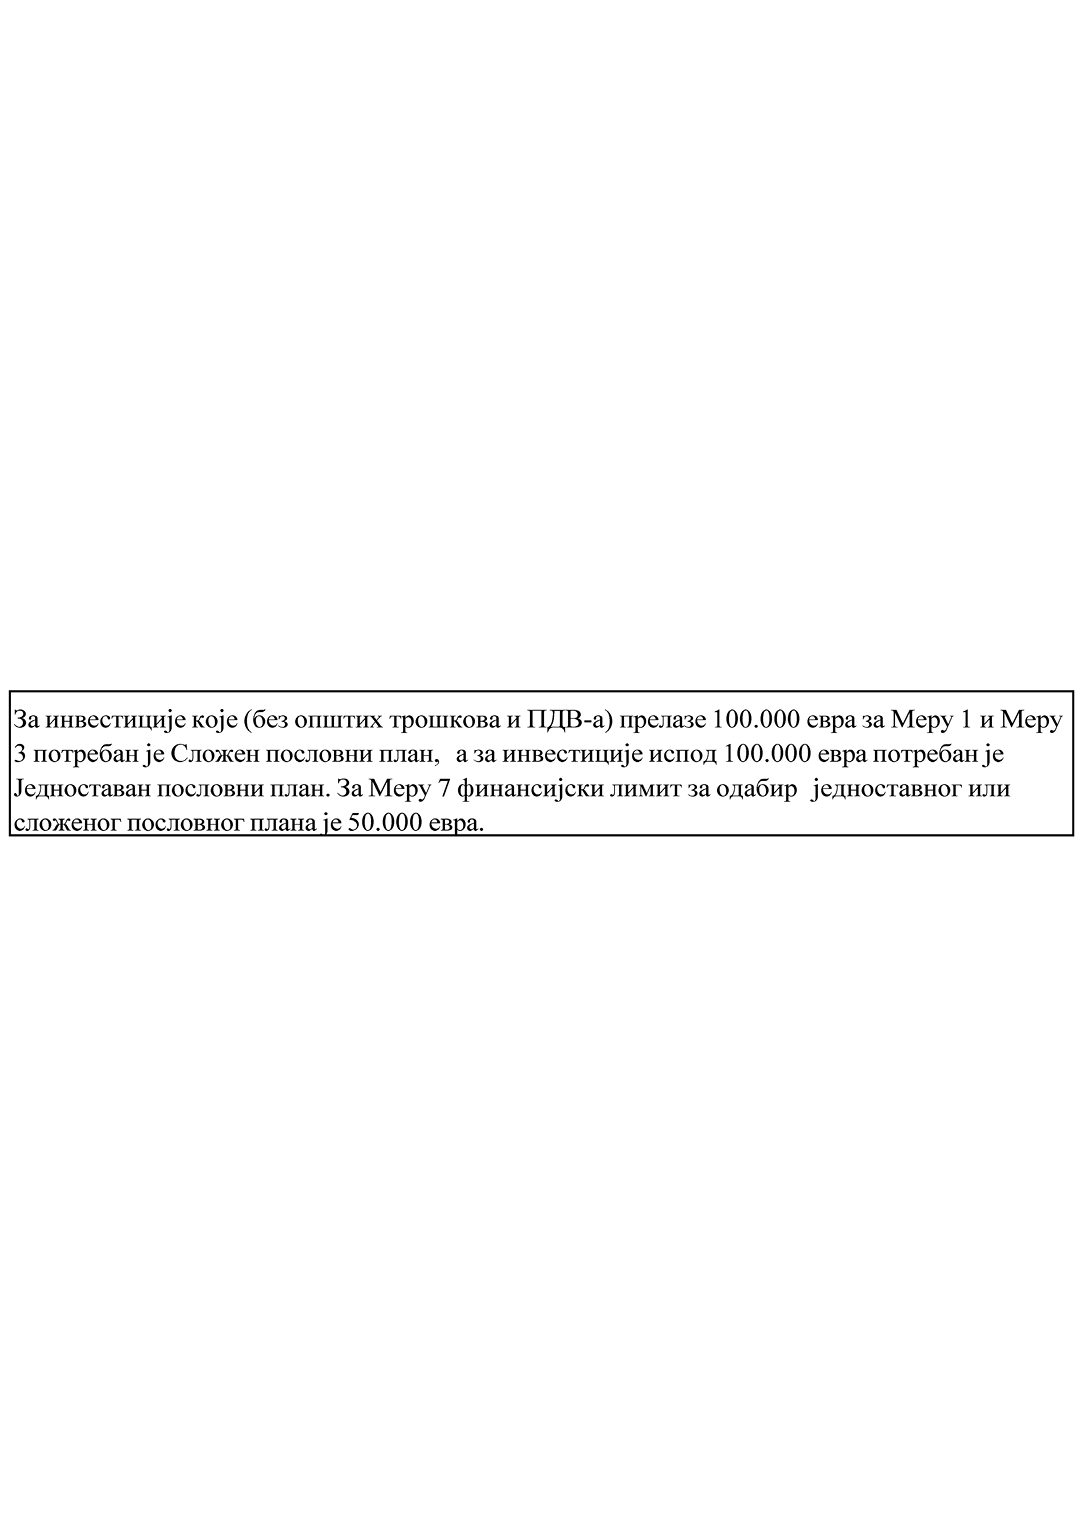 За инвестиције које (без општих трошкова и ПДВ-а) прелазе 100.000 евра за Меру 1 и Меру
3 потребан је Сложен пословни план, а за инвестиције испод 100.000 евра потребан је
Једноставан пословни план. За Меру 7 финансијски лимит за одабир једноставног или
сложеног пословног плана је 50.000 евра.